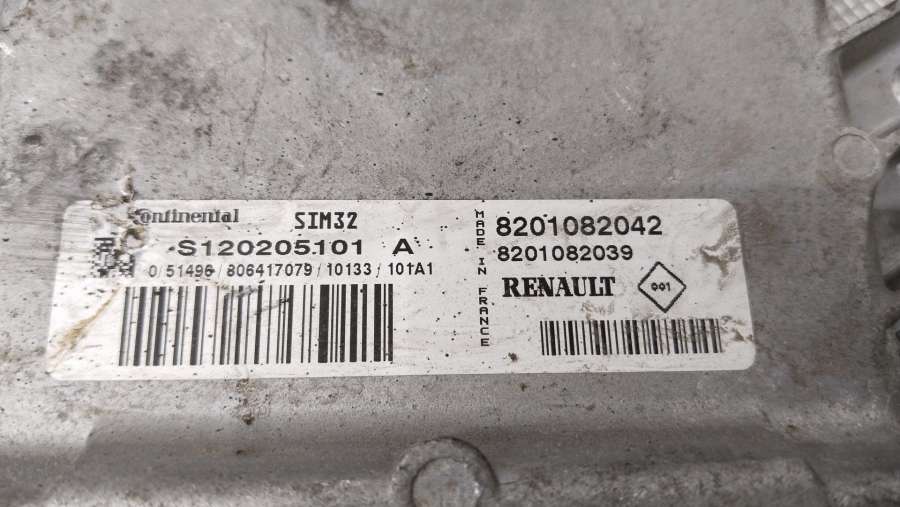 Continental SIM32
S120205101 A
0/51496/806417079/10133/101A1
MADE IN FRANCE
8201082042
8201082039
RENAULT
001